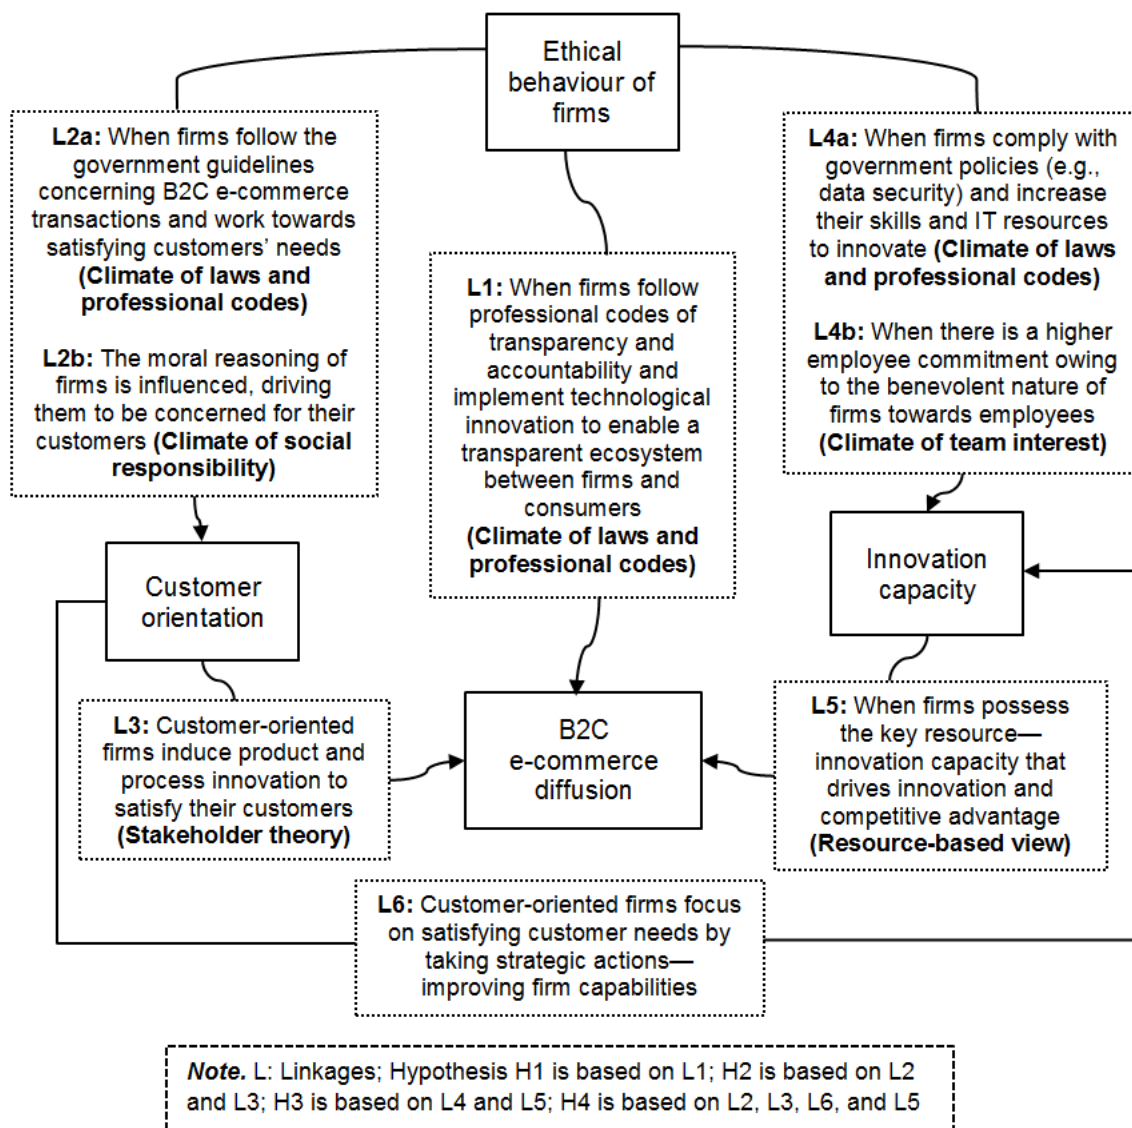 Ethical
behaviour of
firms
L2a: When firms follow the
government guidelines
concerning B2C e-commerce
transactions and work towards
satisfying customers’ needs
(Climate of laws and
professional codes)
L2b: The moral reasoning of
firms is influenced, driving
them to be concerned for their
customers (Climate of social
responsibility)
L1: When firms follow
professional codes of
transparency and
accountability and
implement technological
innovation to enable a
transparent ecosystem
between firms and
consumers
(Climate of laws and
professional codes)
L4a: When firms comply with
government policies (e.g.,
data security) and increase
their skills and IT resources
to innovate (Climate of laws
and professional codes)
L4b: When there is a higher
employee commitment owing
to the benevolent nature of
firms towards employees
(Climate of team interest)
Customer
orientation
Innovation
capacity
L3: Customer-oriented
firms induce product and
process innovation to
satisfy their customers
(Stakeholder theory)
B2C
e-commerce
diffusion
L5: When firms possess
the key resource—
innovation capacity that
drives innovation and
competitive advantage
(Resource-based view)
L6: Customer-oriented firms focus
on satisfying customer needs by
taking strategic actions—
improving firm capabilities
Note. L: Linkages; Hypothesis H1 is based on L1; H2 is based on L2
and L3; H3 is based on L4 and L5; H4 is based on L2, L3, L6, and L5